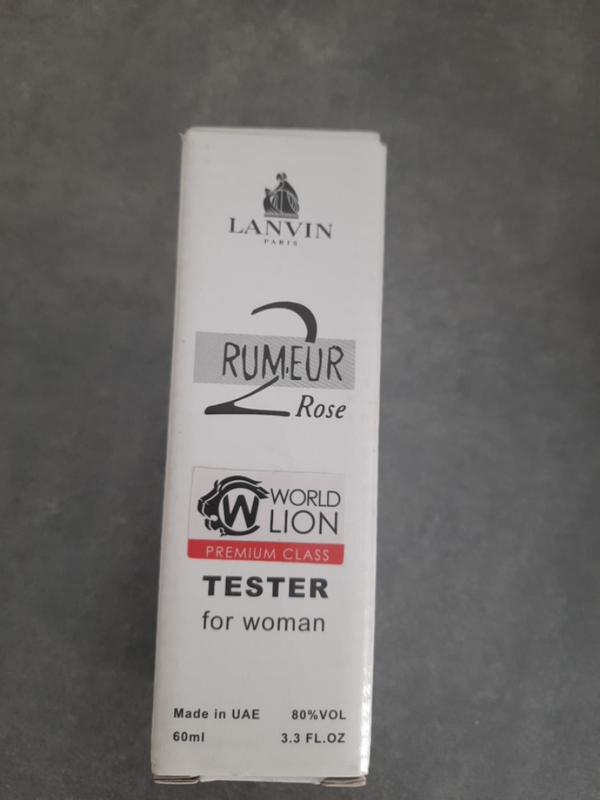 LANVIN
PARIS
2
RUMEUR
Rose
W
WORLD
LION
PREMIUM CLASS
TESTER
for woman
Made in UAE 80%VOL
60ml 3.3 FL.OZ